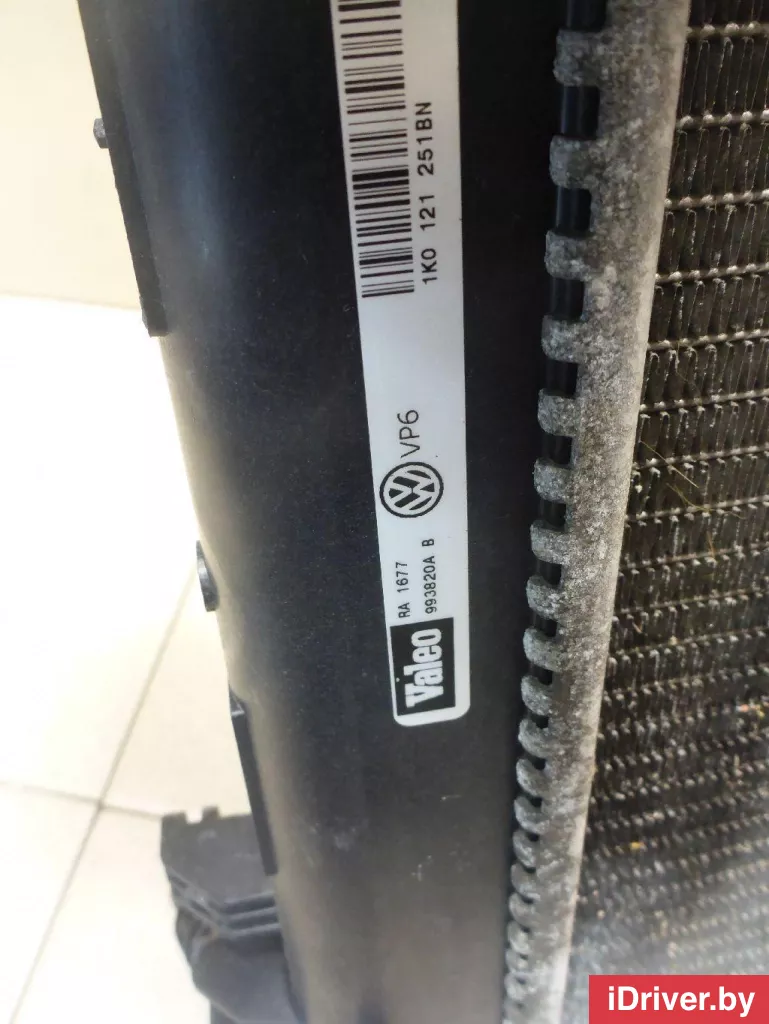 1K0 121 251BN
VP6
RA 1677
993820A B
Valeo
iDriver.by